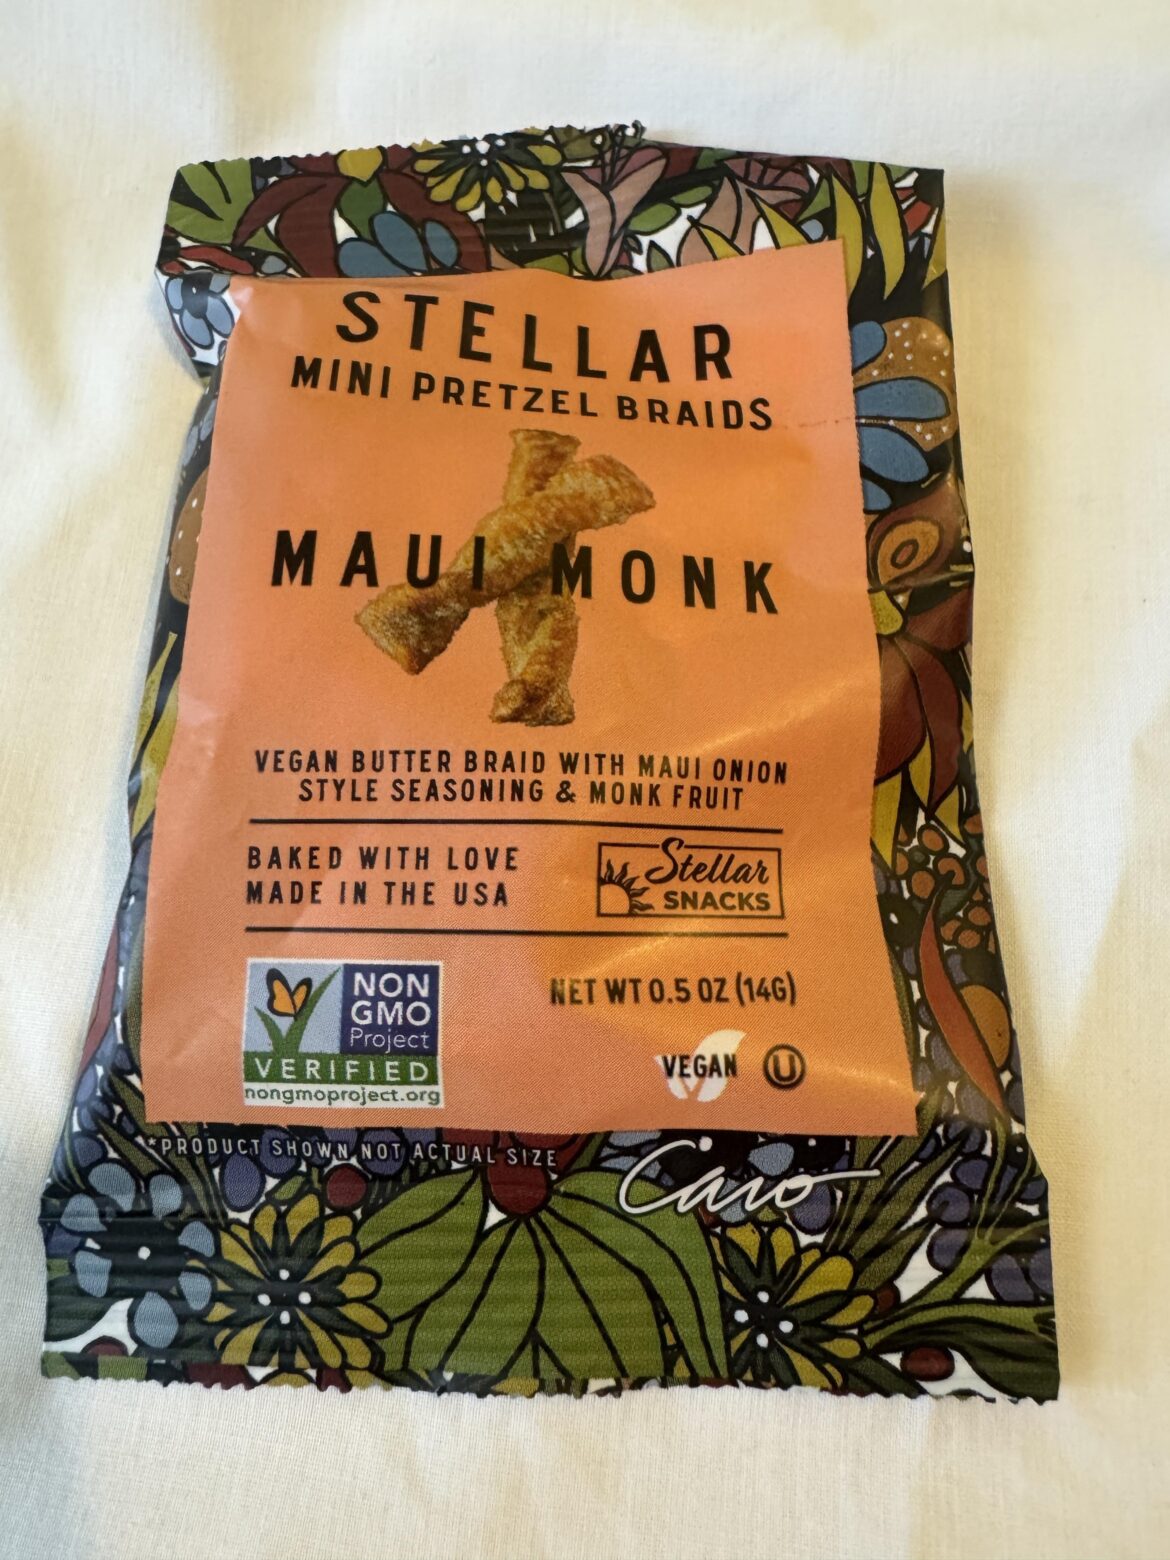 STELLAR
MINI PRETZEL BRAIDS
MAUI MONK
VEGAN BUTTER BRAID WITH MAUI ONION
STYLE SEASONING & MONK FRUIT
BAKED WITH LOVE
MADE IN THE USA
Stellar
SNACKS
NON
GMO
Project
VERIFIED
nongmoproject.org
NET WT 0.5 OZ (14G)
VEGAN
U
*PRODUCT SHOWN NOT ACTUAL SIZE
Caro